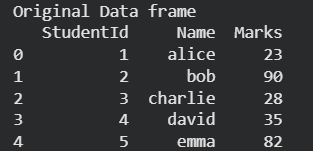 Original Data frame
StudentId Name Marks
0 1 alice 23
1 2 bob 90
2 3 charlie 28
3 4 david 35
4 5 emma 82